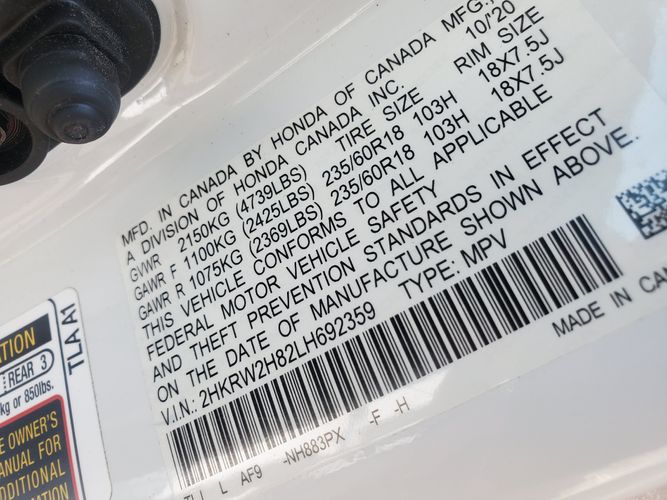 MFD. IN CANADA BY HONDA OF CANADA MFG.,
A DIVISION OF HONDA CANADA INC. 10/'20
GVWR 2150KG (4739LBS) TIRE SIZE RIM SIZE
GAWR F 1100KG (2425LBS) 235/60R18 103H 18X7.5J
GAWR R 1075KG (2369LBS) 235/60R18 103H 18X7.5J
THIS VEHICLE CONFORMS TO ALL APPLICABLE
FEDERAL MOTOR VEHICLE SAFETY
AND THEFT PREVENTION STANDARDS IN EFFECT
ON THE DATE OF MANUFACTURE SHOWN ABOVE.
V.I.N: 2HKRW2H82LH692359 TYPE: MPV
AF9 -NH883PX -F -H
MADE IN
TLA A1
REAR 3
kg or 850lbs.
OWNER'S
FOR